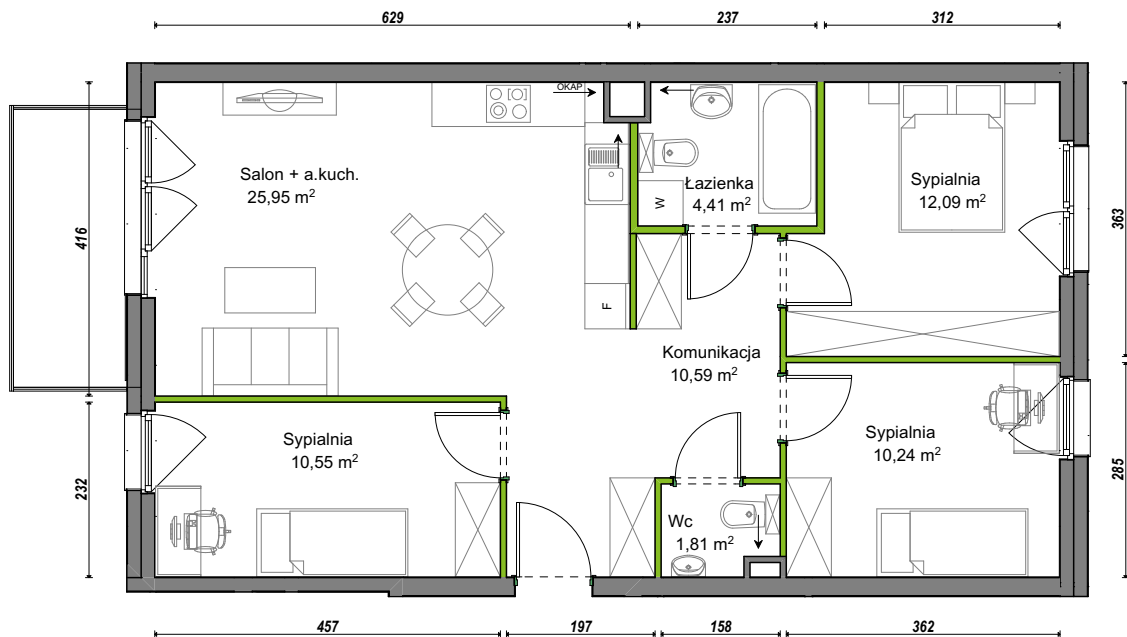 629
237
312
OKAP
Salon + a.kuch.
25,95 m²
Łazienka
4,41 m²
W
Sypialnia
12,09 m²
416
363
F
Komunikacja
10,59 m²
Sypialnia
10,55 m²
Sypialnia
10,24 m²
232
285
Wc
1,81 m²
457
197
158
362